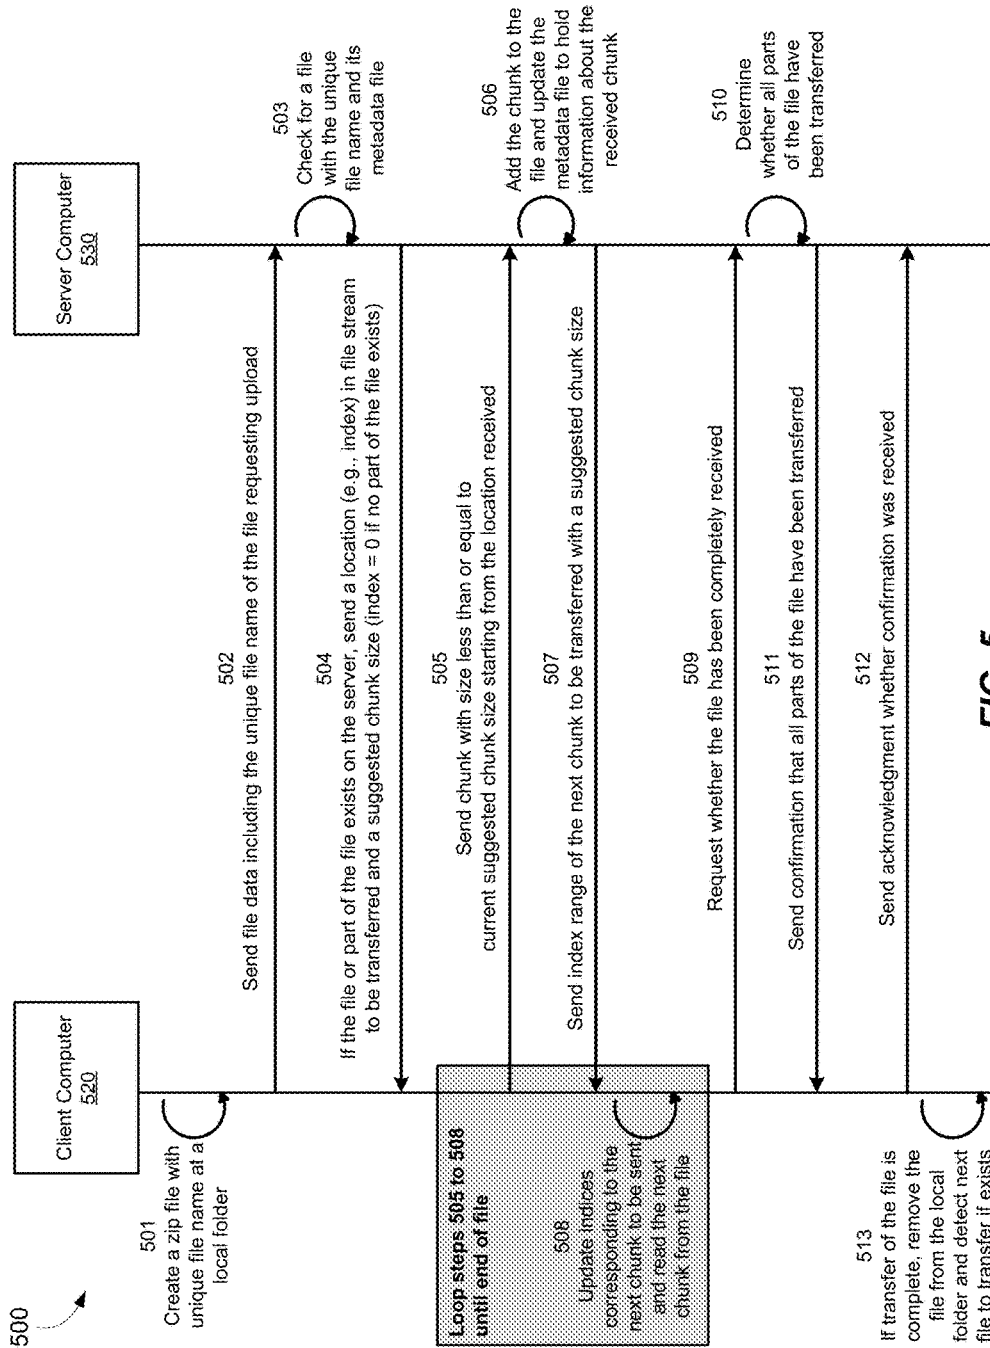 500
Client Computer
520
Server Computer
530
501
Create a zip file with
unique file name at a
local folder
502
Send file data including the unique file name of the file requesting upload
503
Check for a file
with the unique
file name and its
metadata file
504
If the file or part of the file exists on the server, send a location (e.g., index) in file stream
to be transferred and a suggested chunk size (index = 0 if no part of the file exists)
Loop steps 505 to 508
until end of file
505
Send chunk with size less than or equal to
current suggested chunk size starting from the location received
506
Add the chunk to the
file and update the
metadata file to hold
information about the
received chunk
507
Send index range of the next chunk to be transferred with a suggested chunk size
508
Update indices
corresponding to the
next chunk to be sent
and read the next
chunk from the file
509
Request whether the file has been completely received
510
Determine
whether all parts
of the file have
been transferred
511
Send confirmation that all parts of the file have been transferred
512
Send acknowledgment whether confirmation was received
513
If transfer of the file is
complete, remove the
file from the local
folder and detect next
file to transfer if exists
FIG. 5